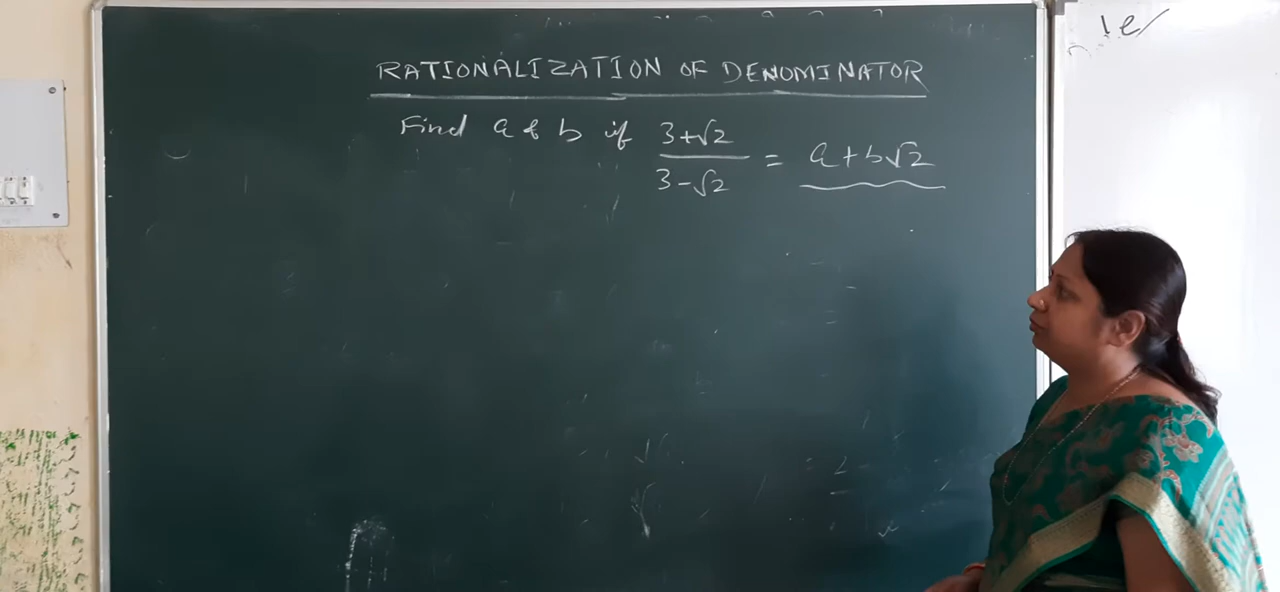 RATIONALIZATION OF DENOMINATOR
Find a & b if 3+√2 / 3-√2 = a+b√2